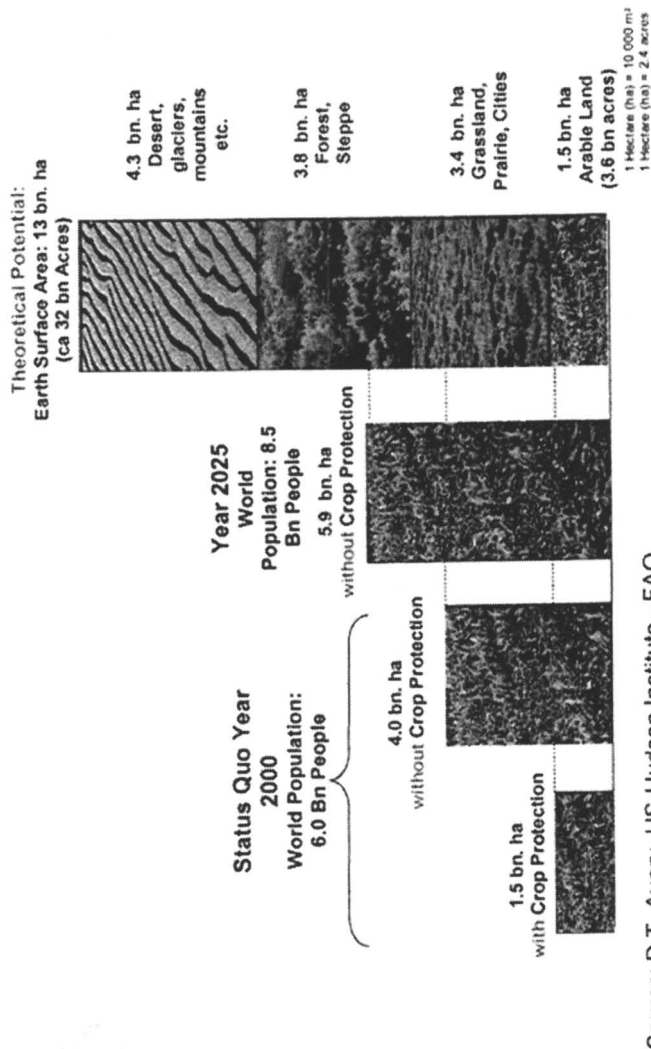 Theoretical Potential:
Earth Surface Area: 13 bn. ha
(ca 32 bn Acres)
4.3 bn. ha
Desert,
glaciers,
mountains
etc.
3.8 bn. ha
Forest,
Steppe
3.4 bn. ha
Grassland,
Prairie, Cities
1.5 bn. ha
Arable Land
(3.6 bn acres)
1 Hectare (ha) = 10 000 m²
1 Hectare (ha) = 2.4 acres
Year 2025
World
Population: 8.5
Bn People
5.9 bn. ha
without Crop Protection
Status Quo Year
2000
World Population:
6.0 Bn People
4.0 bn. ha
without Crop Protection
1.5 bn. ha
with Crop Protection
D.T. Avery, US-Hudson Institute, FAO